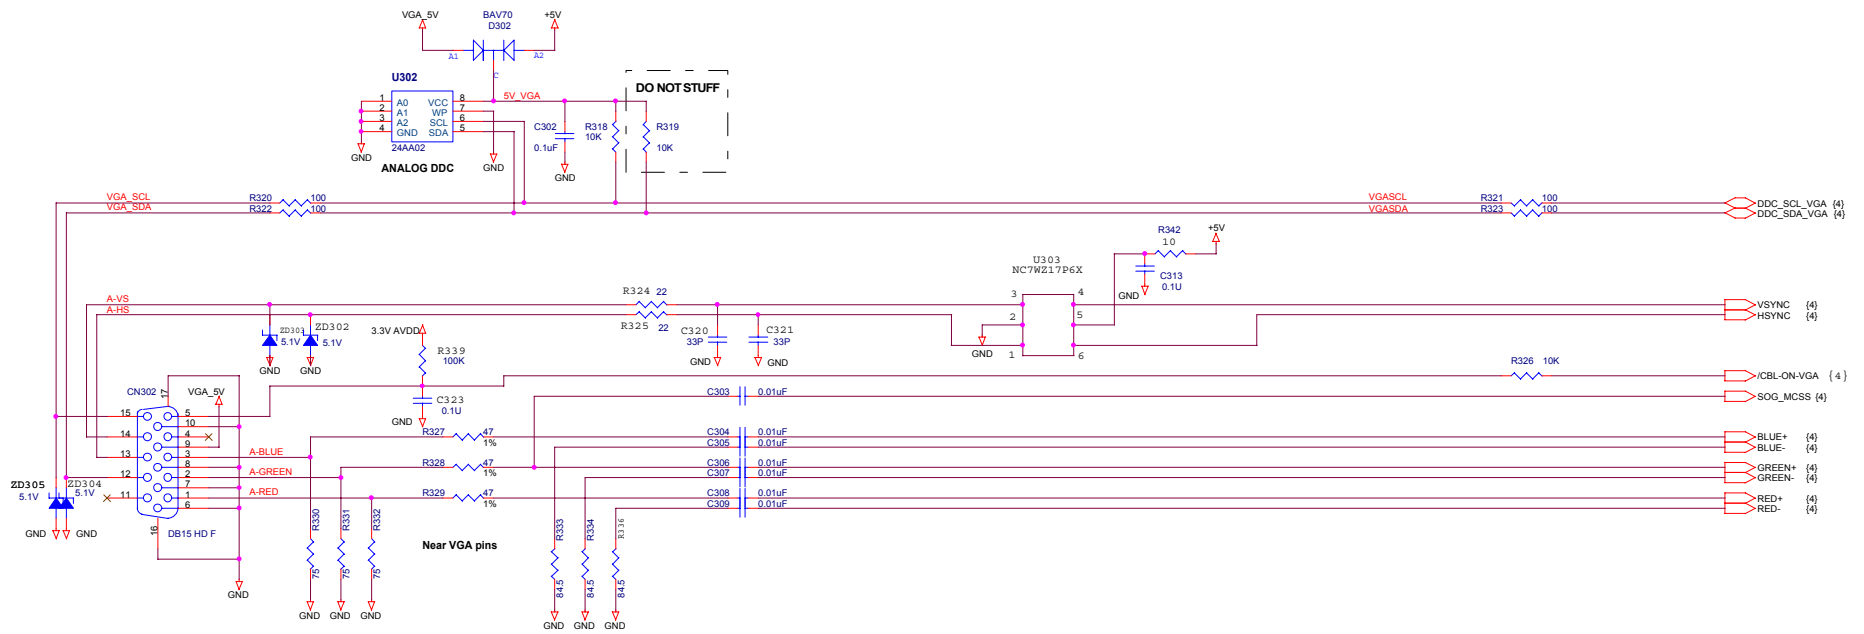 VGA_5V
BAV70
D302
+5V
A1
A2
C
U302
DO NOT STUFF
1 A0 VCC 8
2 A1 WP 7
3 A2 SCL 6
4 GND SDA 5
5V_VGA
24AA02
ANALOG DDC
GND
GND
C302
0.1uF
GND
R318
10K
R319
10K
VGA_SCL
VGA_SDA
R320 100
R322 100
VGASCL
VGASDA
R321 100
R323 100
DDC_SCL_VGA {4}
DDC_SDA_VGA {4}
R342
10
+5V
U303
NC7WZ17P6X
C313
0.1U
GND
A-VS
A-HS
R324 22
R325 22
3 4
2 5
1 6
GND
VSYNC {4}
HSYNC {4}
ZD303
5.1V
ZD302
5.1V
GND
GND
3.3V AVDD
R339
100K
C320
33P
C321
33P
GND
GND
R326 10K
/CBL-ON-VGA {4}
C323
0.1U
GND
C303 0.01uF
SOG_MCSS {4}
CN302
17
VGA_5V
15 5
10
14 4
9
13 3
8
12 2
7
11 1
6
16
DB15 HD F
GND
A-BLUE
A-GREEN
A-RED
ZD305
5.1V
ZD304
5.1V
GND
GND
R327 47
1%
R328 47
1%
R329 47
1%
C304 0.01uF
C305 0.01uF
C306 0.01uF
C307 0.01uF
C308 0.01uF
C309 0.01uF
BLUE+ {4}
BLUE- {4}
GREEN+ {4}
GREEN- {4}
RED+ {4}
RED- {4}
R330
75
R331
75
R332
75
GND
GND
GND
Near VGA pins
R333
84.5
R334
84.5
R336
84.5
GND
GND
GND